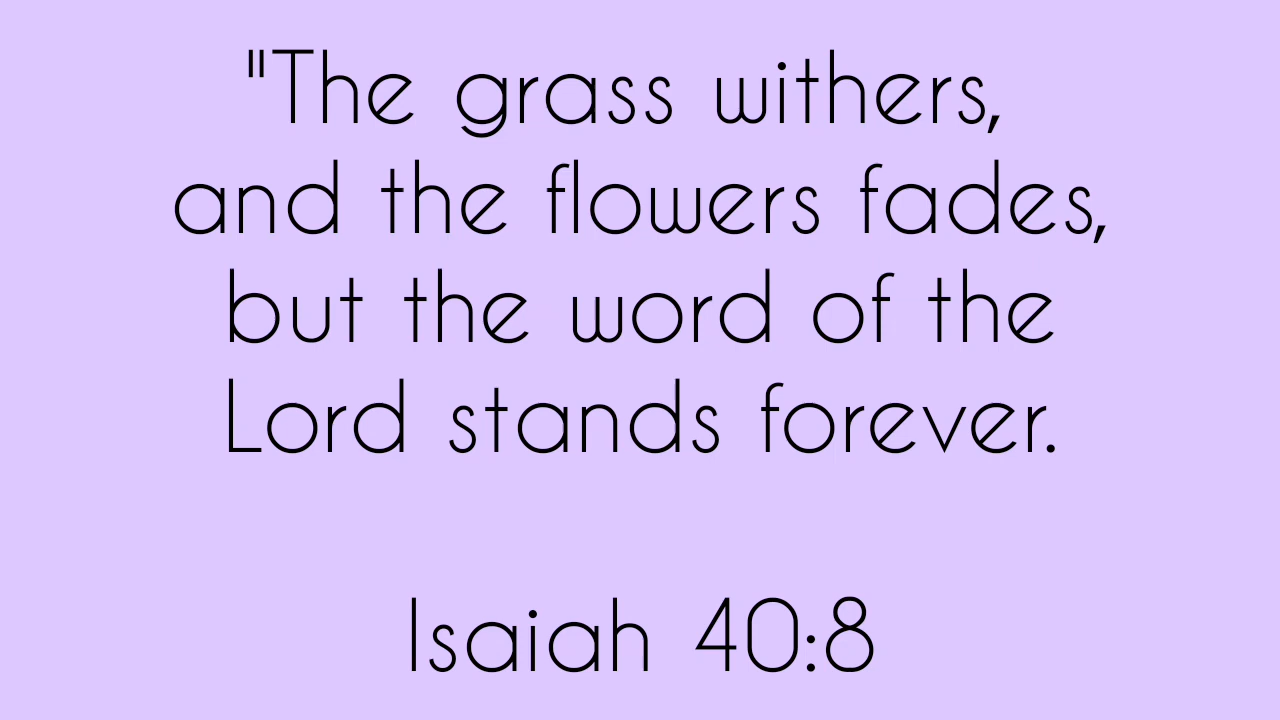 "The grass withers,
and the flowers fades,
but the word of the
Lord stands forever.
Isaiah 40:8